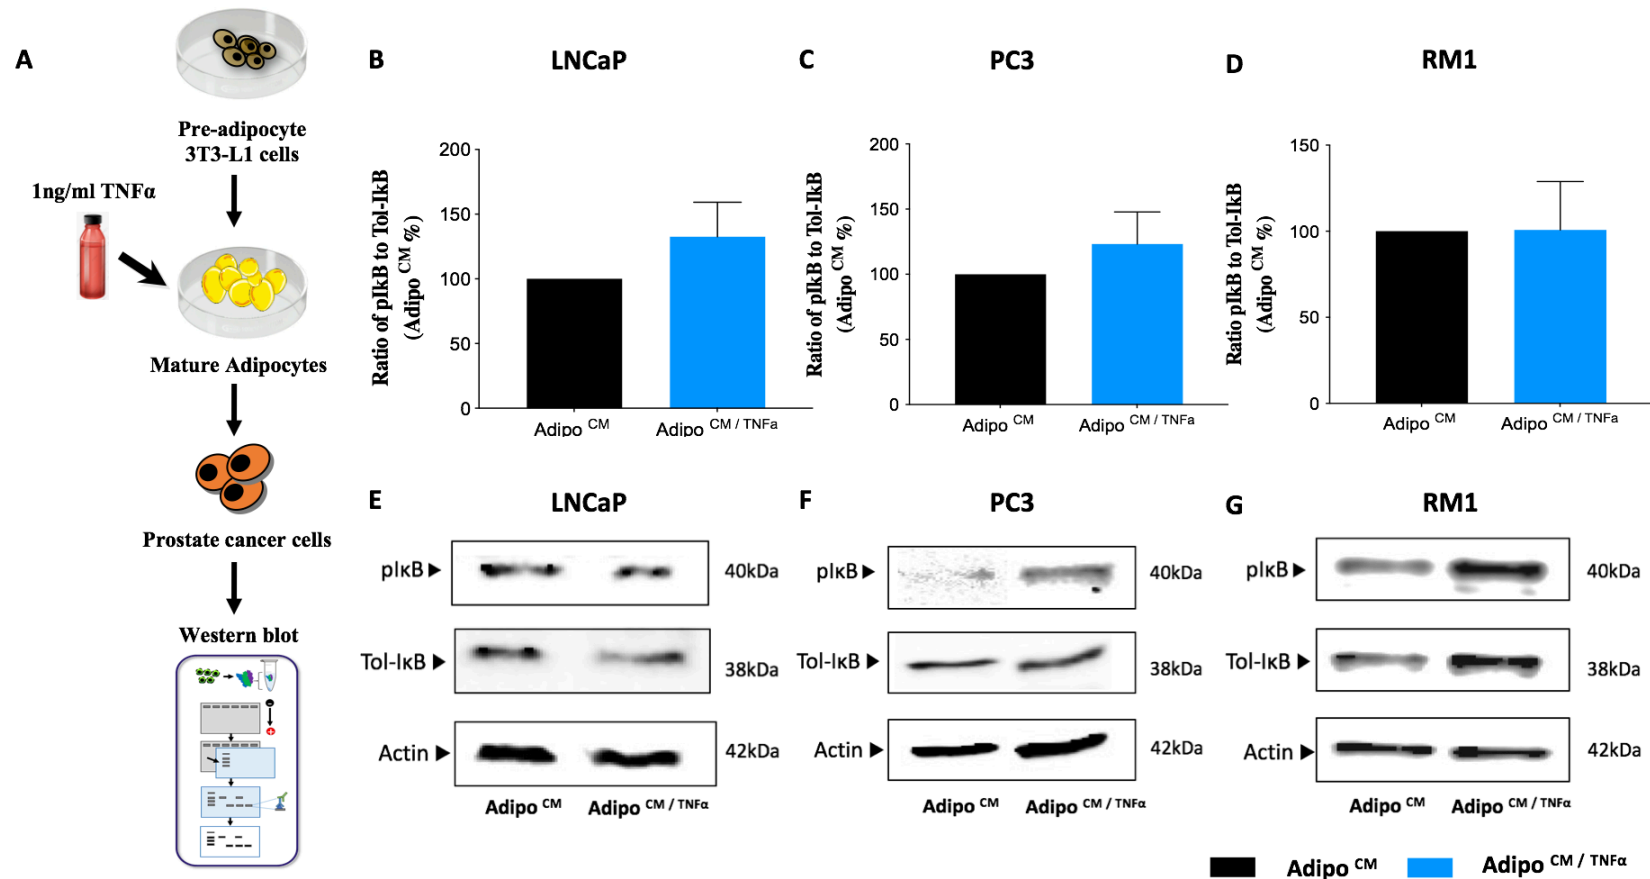 A
Pre-adipocyte
3T3-L1 cells
1ng/ml TNFα
Mature Adipocytes
Prostate cancer cells
Western blot
B
LNCaP
Ratio of pIkB to Tol-IkB
(Adipo CM %)
200
150
100
50
0
Adipo CM
Adipo CM / TNFa
C
PC3
Ratio of pIkB to Tol-IkB
(Adipo CM %)
200
150
100
50
0
Adipo CM
Adipo CM / TNFa
D
RM1
Ratio pIkB to Tol-IkB
(Adipo CM %)
150
100
50
0
Adipo CM
Adipo CM / TNFa
E
LNCaP
pIκB
40kDa
Tol-IκB
38kDa
Actin
42kDa
Adipo CM
Adipo CM / TNFα
F
PC3
pIκB
40kDa
Tol-IκB
38kDa
Actin
42kDa
Adipo CM
Adipo CM / TNFα
G
RM1
pIκB
40kDa
Tol-IκB
38kDa
Actin
42kDa
Adipo CM
Adipo CM / TNFα
Adipo CM
Adipo CM / TNFα